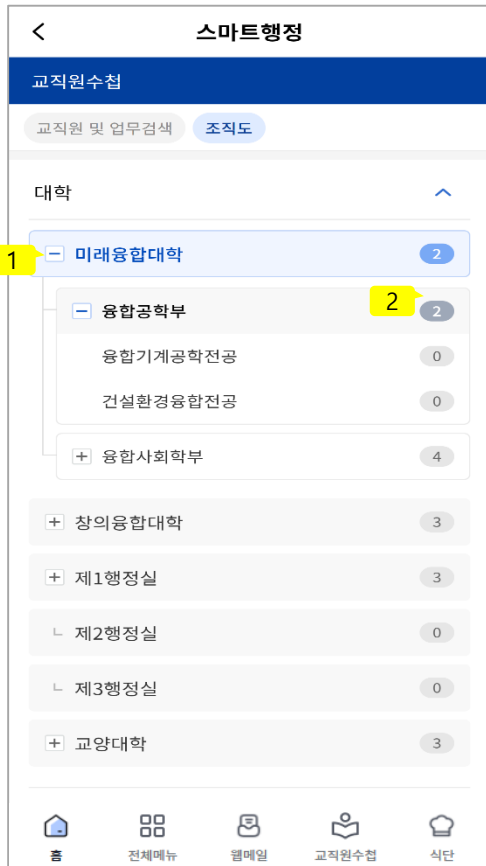 스마트행정
교직원수첩
교직원 및 업무검색 조직도
대학
1 미래융합대학 2
융합공학부 2 2
융합기계공학전공 0
건설환경융합전공 0
융합사회학부 4
창의융합대학 3
제1행정실 3
제2행정실 0
제3행정실 0
교양대학 3
홈 전체메뉴 웹메일 교직원수첩 식단